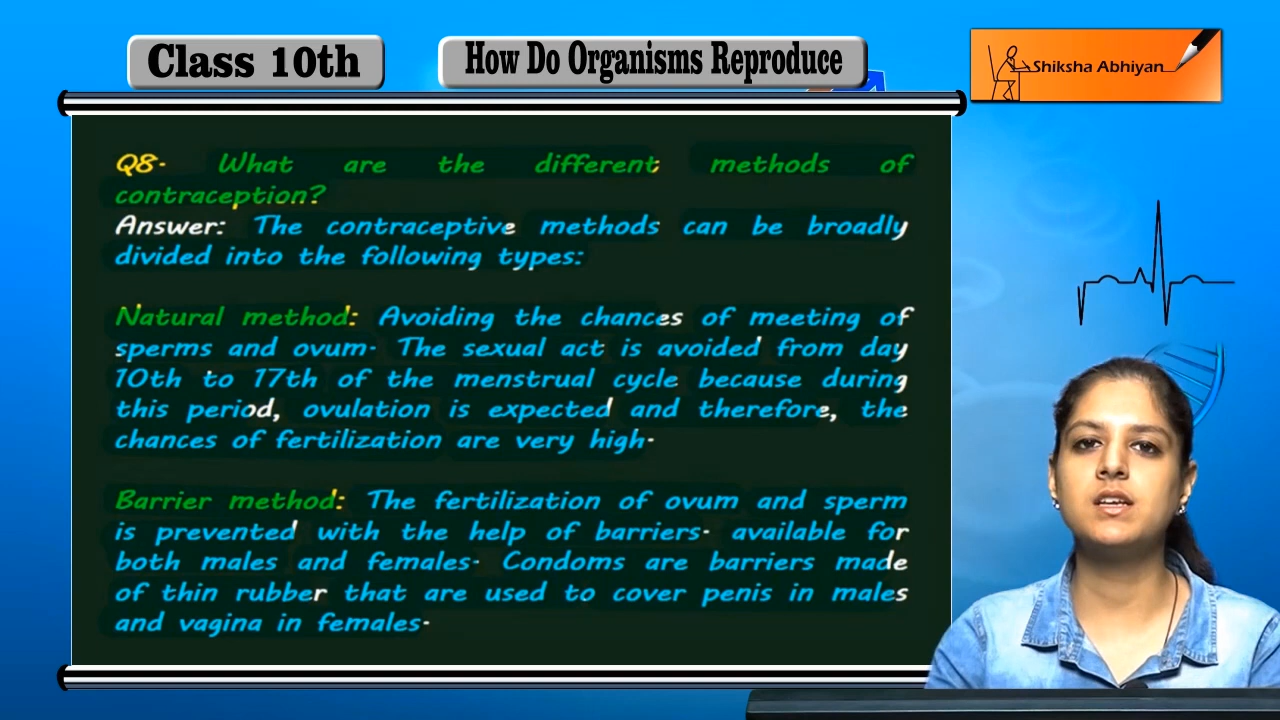 Class 10th
How Do Organisms Reproduce
Shiksha Abhiyan
Q8- What are the different methods of
contraception?
Answer: The contraceptive methods can be broadly
divided into the following types:
Natural method: Avoiding the chances of meeting of
sperms and ovum- The sexual act is avoided from day
10th to 17th of the menstrual cycle because during
this period, ovulation is expected and therefore, the
chances of fertilization are very high-
Barrier method: The fertilization of ovum and sperm
is prevented with the help of barriers- available for
both males and females- Condoms are barriers made
of thin rubber that are used to cover penis in males
and vagina in females-